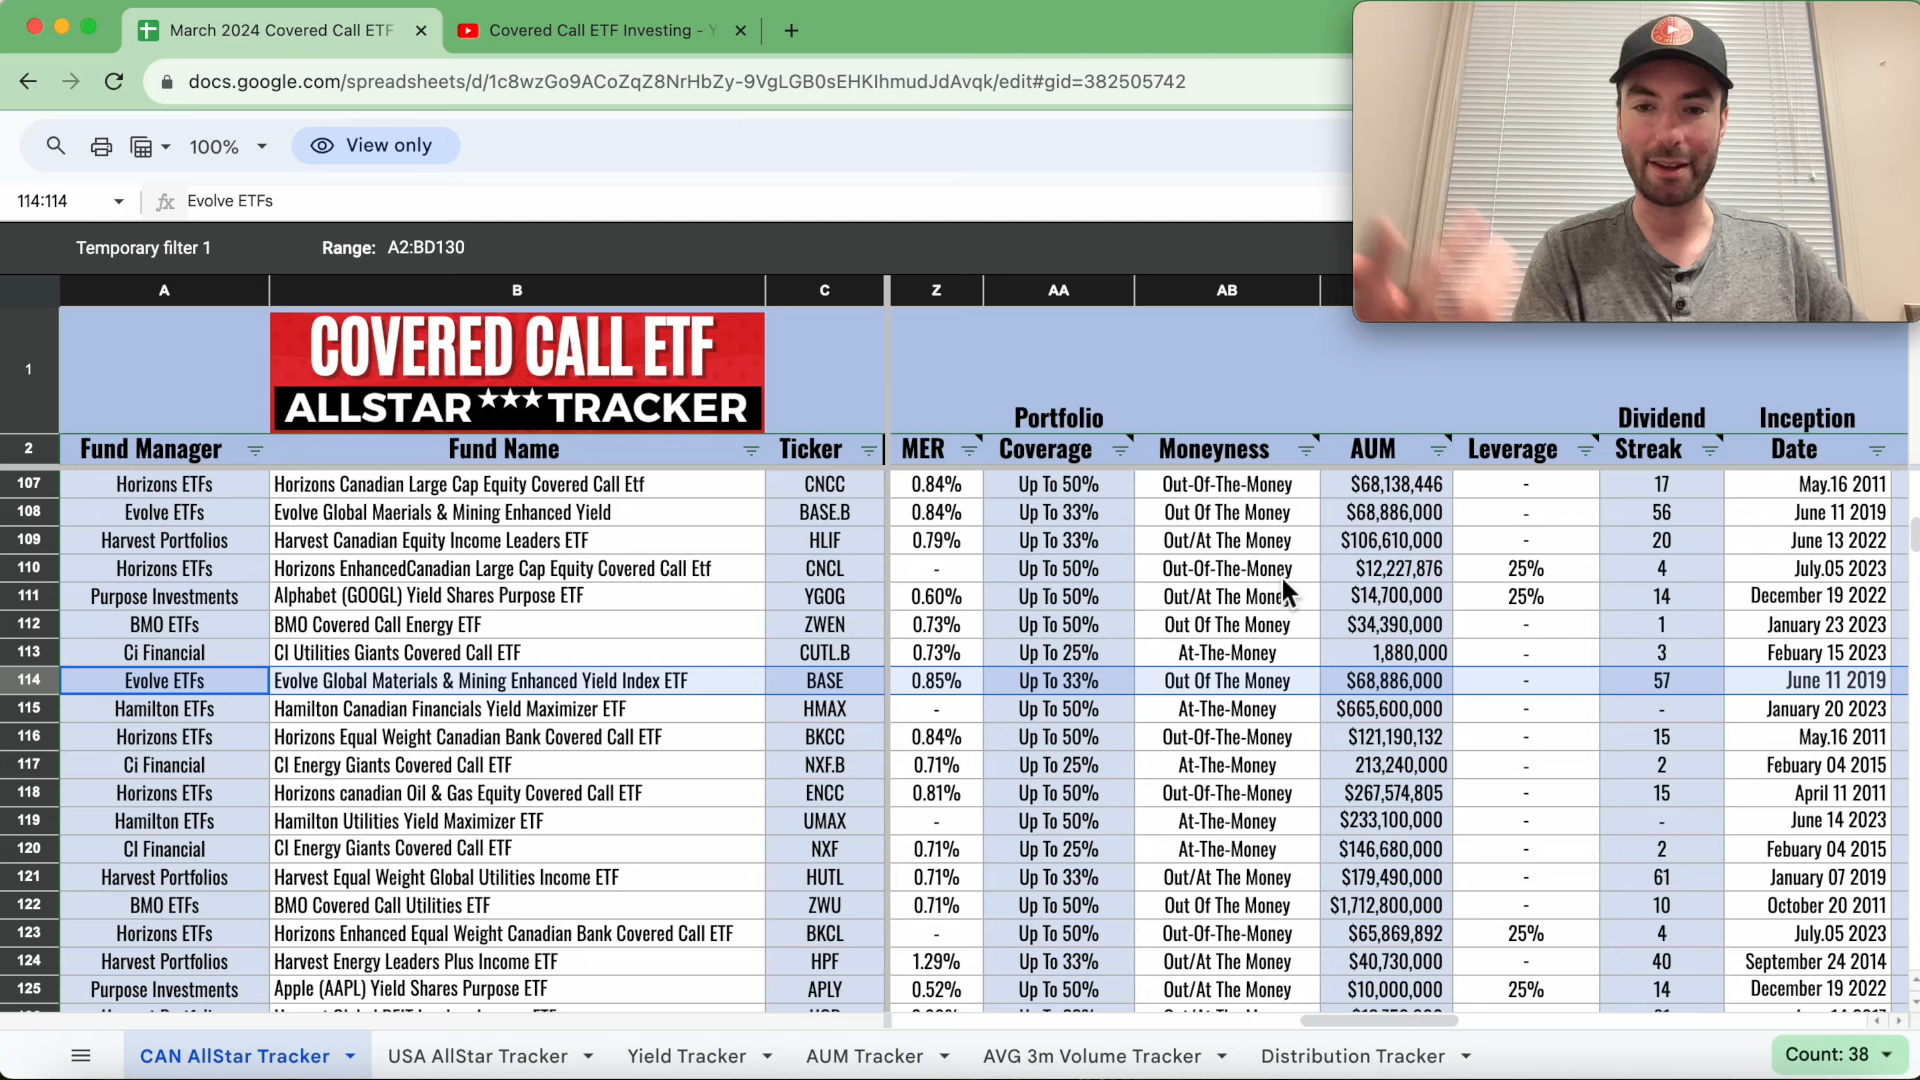 March 2024 Covered Call ETF
Covered Call ETF Investing - Y
docs.google.com/spreadsheets/d/1c8wzGo9ACoZqZ8NrHbZy-9VgLGB0sEHKIhmudJdAvqk/edit#gid=382505742
100% View only
114:114 fx Evolve ETFs
Temporary filter 1 Range: A2:BD130
A B C Z AA AB
1 COVERED CALL ETF
ALLSTAR ★★★ TRACKER
Portfolio Dividend Inception
2 Fund Manager Fund Name Ticker MER Coverage Moneyness AUM Leverage Streak Date
107 Horizons ETFs Horizons Canadian Large Cap Equity Covered Call Etf CNCC 0.84% Up To 50% Out-Of-The-Money $68,138,446 - 17 May.16 2011
108 Evolve ETFs Evolve Global Maerials & Mining Enhanced Yield BASE.B 0.84% Up To 33% Out Of The Money $68,886,000 - 56 June 11 2019
109 Harvest Portfolios Harvest Canadian Equity Income Leaders ETF HLIF 0.79% Up To 33% Out/At The Money $106,610,000 - 20 June 13 2022
110 Horizons ETFs Horizons EnhancedCanadian Large Cap Equity Covered Call Etf CNCL - Up To 50% Out-Of-The-Money $12,227,876 25% 4 July.05 2023
111 Purpose Investments Alphabet (GOOGL) Yield Shares Purpose ETF YGOG 0.60% Up To 50% Out/At The Money $14,700,000 25% 14 December 19 2022
112 BMO ETFs BMO Covered Call Energy ETF ZWEN 0.73% Up To 50% Out Of The Money $34,390,000 - 1 January 23 2023
113 Ci Financial CI Utilities Giants Covered Call ETF CUTL.B 0.73% Up To 25% At-The-Money 1,880,000 - 3 Febuary 15 2023
114 Evolve ETFs Evolve Global Materials & Mining Enhanced Yield Index ETF BASE 0.85% Up To 33% Out Of The Money $68,886,000 - 57 June 11 2019
115 Hamilton ETFs Hamilton Canadian Financials Yield Maximizer ETF HMAX - Up To 50% At-The-Money $665,600,000 - - January 20 2023
116 Horizons ETFs Horizons Equal Weight Canadian Bank Covered Call ETF BKCC 0.84% Up To 50% Out-Of-The-Money $121,190,132 - 15 May.16 2011
117 Ci Financial CI Energy Giants Covered Call ETF NXF.B 0.71% Up To 25% At-The-Money 213,240,000 - 2 Febuary 04 2015
118 Horizons ETFs Horizons canadian Oil & Gas Equity Covered Call ETF ENCC 0.81% Up To 50% Out-Of-The-Money $267,574,805 - 15 April 11 2011
119 Hamilton ETFs Hamilton Utilities Yield Maximizer ETF UMAX - Up To 50% At-The-Money $233,100,000 - - June 14 2023
120 CI Financial CI Energy Giants Covered Call ETF NXF 0.71% Up To 25% At-The-Money $146,680,000 - 2 Febuary 04 2015
121 Harvest Portfolios Harvest Equal Weight Global Utilities Income ETF HUTL 0.71% Up To 33% Out/At The Money $179,490,000 - 61 January 07 2019
122 BMO ETFs BMO Covered Call Utilities ETF ZWU 0.71% Up To 50% Out Of The Money $1,712,800,000 - 10 October 20 2011
123 Horizons ETFs Horizons Enhanced Equal Weight Canadian Bank Covered Call ETF BKCL - Up To 50% Out-Of-The-Money $65,869,892 25% 4 July.05 2023
124 Harvest Portfolios Harvest Energy Leaders Plus Income ETF HPF 1.29% Up To 33% Out/At The Money $40,730,000 - 40 September 24 2014
125 Purpose Investments Apple (AAPL) Yield Shares Purpose ETF APLY 0.52% Up To 50% Out/At The Money $10,000,000 25% 14 December 19 2022
CAN AllStar Tracker USA AllStar Tracker Yield Tracker AUM Tracker AVG 3m Volume Tracker Distribution Tracker Count: 38